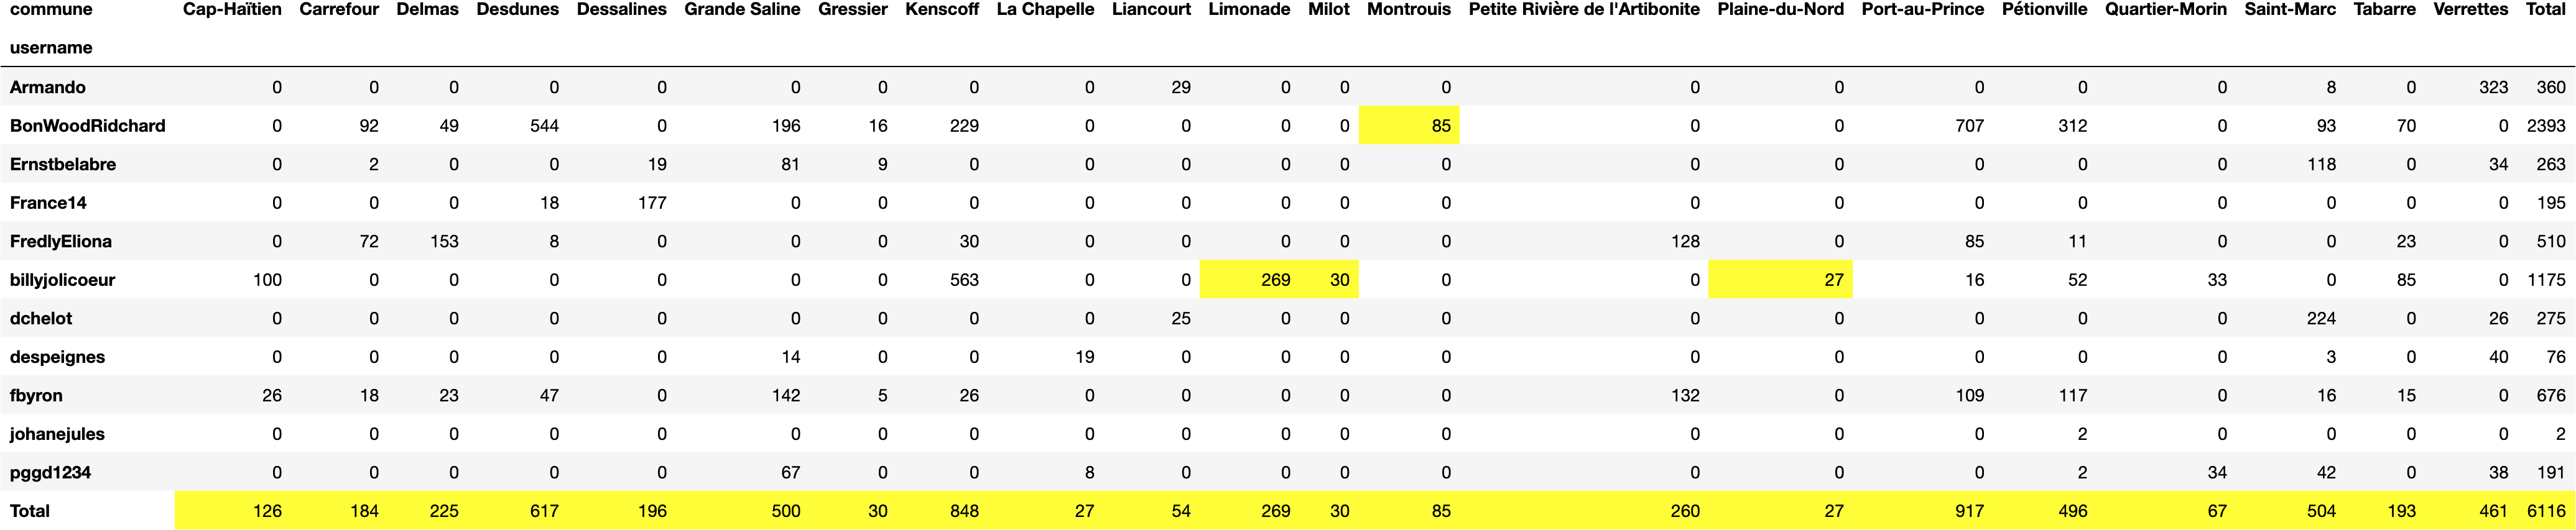 commune Cap-Haïtien Carrefour Delmas Desdunes Dessalines Grande Saline Gressier Kenscoff La Chapelle Liancourt Limonade Milot Montrouis Petite Rivière de l'Artibonite Plaine-du-Nord Port-au-Prince Pétionville Quartier-Morin Saint-Marc Tabarre Verrettes Total
username
Armando 0 0 0 0 0 0 0 0 0 29 0 0 0 0 0 0 0 0 8 0 323 360
BonWoodRidchard 0 92 49 544 0 196 16 229 0 0 0 0 85 0 0 707 312 0 93 70 0 2393
Ernstbelabre 0 2 0 0 19 81 9 0 0 0 0 0 0 0 0 0 0 0 118 0 34 263
France14 0 0 0 18 177 0 0 0 0 0 0 0 0 0 0 0 0 0 0 0 0 195
FredlyEliona 0 72 153 8 0 0 0 30 0 0 0 0 0 128 0 85 11 0 0 23 0 510
billyjolicoeur 100 0 0 0 0 0 0 563 0 0 269 30 0 0 27 16 52 33 0 85 0 1175
dchelot 0 0 0 0 0 0 0 0 0 25 0 0 0 0 0 0 0 0 224 0 26 275
despeignes 0 0 0 0 0 14 0 0 19 0 0 0 0 0 0 0 0 0 3 0 40 76
fbyron 26 18 23 47 0 142 5 26 0 0 0 0 0 132 0 109 117 0 16 15 0 676
johanejules 0 0 0 0 0 0 0 0 0 0 0 0 0 0 0 0 2 0 0 0 0 2
pggd1234 0 0 0 0 0 67 0 0 8 0 0 0 0 0 0 0 2 34 42 0 38 191
Total 126 184 225 617 196 500 30 848 27 54 269 30 85 260 27 917 496 67 504 193 461 6116